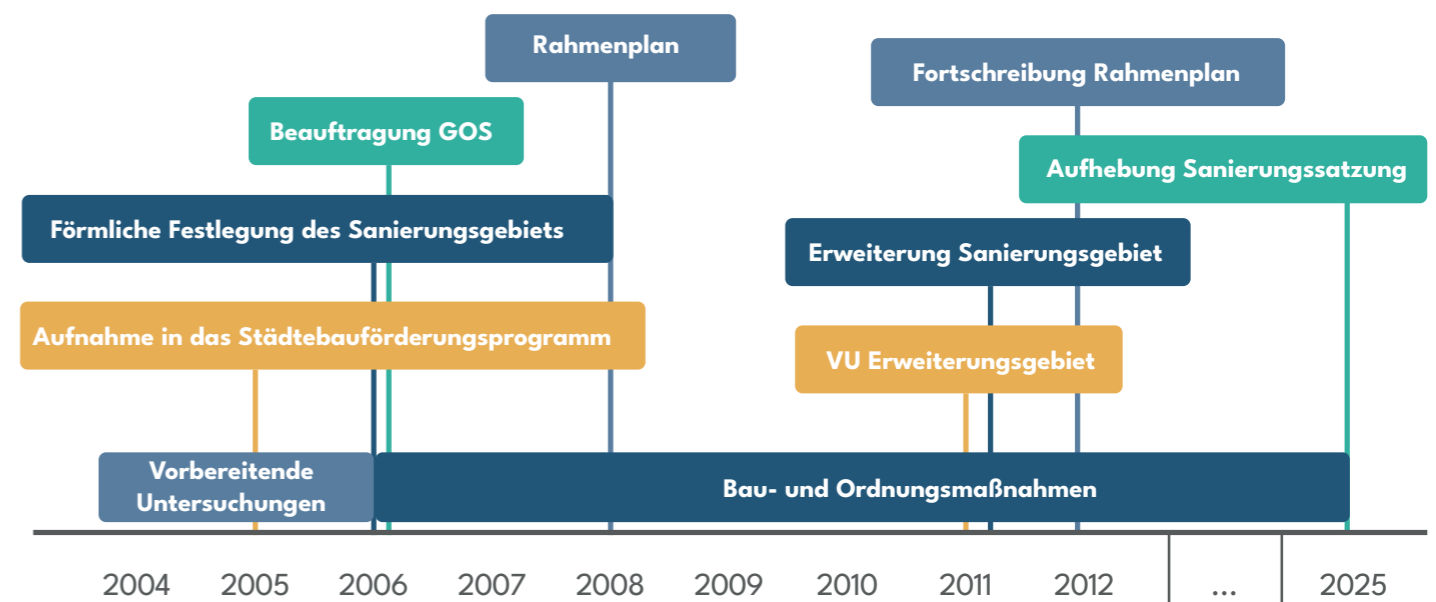 Rahmenplan
Fortschreibung Rahmenplan
Beauftragung GOS
Aufhebung Sanierungssatzung
Förmliche Festlegung des Sanierungsgebiets
Erweiterung Sanierungsgebiet
Aufnahme in das Städtebauförderungsprogramm
VU Erweiterungsgebiet
Vorbereitende
Untersuchungen
Bau- und Ordnungsmaßnahmen
2004 2005 2006 2007 2008 2009 2010 2011 2012 ... 2025